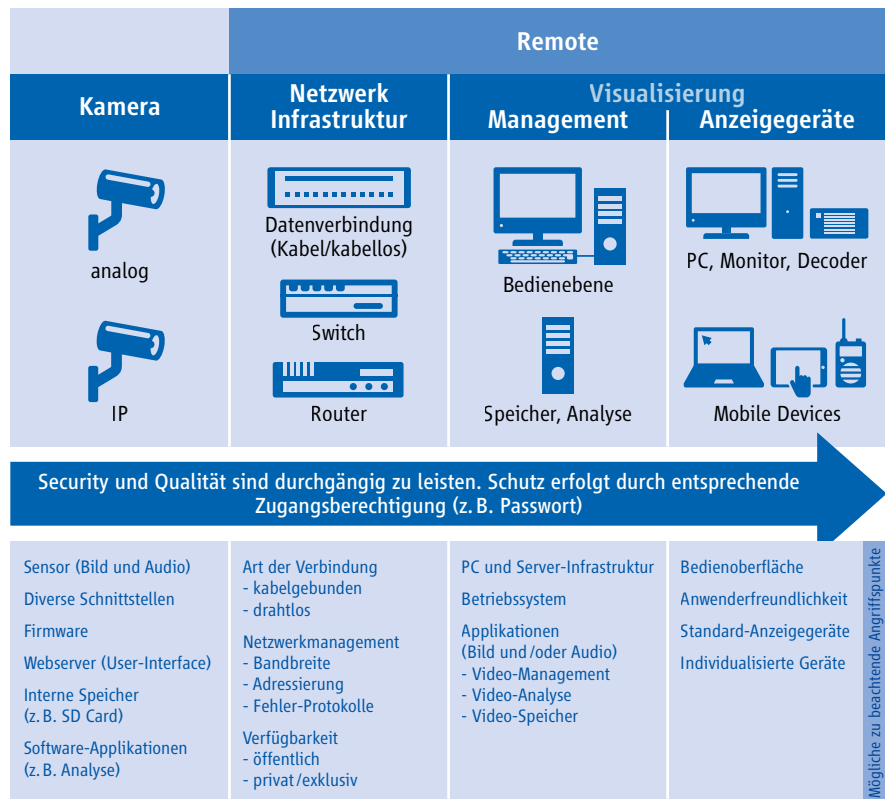 Remote
Kamera
Netzwerk
Infrastruktur
Visualisierung
Management
Anzeigegeräte
analog
IP
Datenverbindung
(Kabel/kabellos)
Switch
Router
Bedienebene
Speicher, Analyse
PC, Monitor, Decoder
Mobile Devices
Security und Qualität sind durchgängig zu leisten. Schutz erfolgt durch entsprechende
Zugangsberechtigung (z. B. Passwort)
Sensor (Bild und Audio)
Diverse Schnittstellen
Firmware
Webserver (User-Interface)
Interne Speicher
(z. B. SD Card)
Software-Applikationen
(z. B. Analyse)
Art der Verbindung
- kabelgebunden
- drahtlos
Netzwerkmanagement
- Bandbreite
- Adressierung
- Fehler-Protokolle
Verfügbarkeit
- öffentlich
- privat/exklusiv
PC und Server-Infrastruktur
Betriebssystem
Applikationen
(Bild und/oder Audio)
- Video-Management
- Video-Analyse
- Video-Speicher
Bedienoberfläche
Anwenderfreundlichkeit
Standard-Anzeigegeräte
Individualisierte Geräte
Mögliche zu beachtende Angriffspunkte